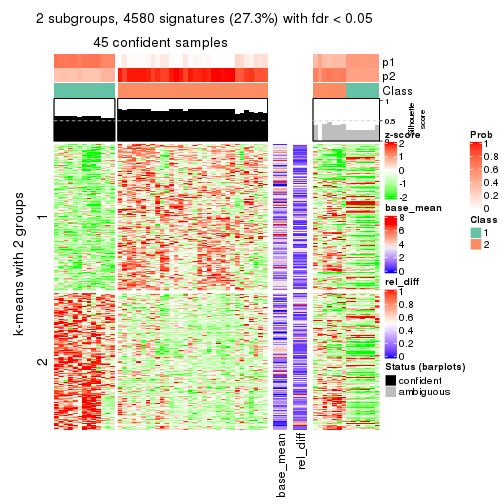 2 subgroups, 4580 signatures (27.3%) with fdr < 0.05
45 confident samples
p1
p2
Class
1
0.5
0
Silhouette
score
k-means with 2 groups
1
2
base_mean
rel_diff
z-score
2
1
0
-1
-2
base_mean
8
6
4
2
0
rel_diff
1
0.8
0.6
0.4
0.2
0
Status (barplots)
confident
ambiguous
Prob
1
0.8
0.6
0.4
0.2
0
Class
1
2